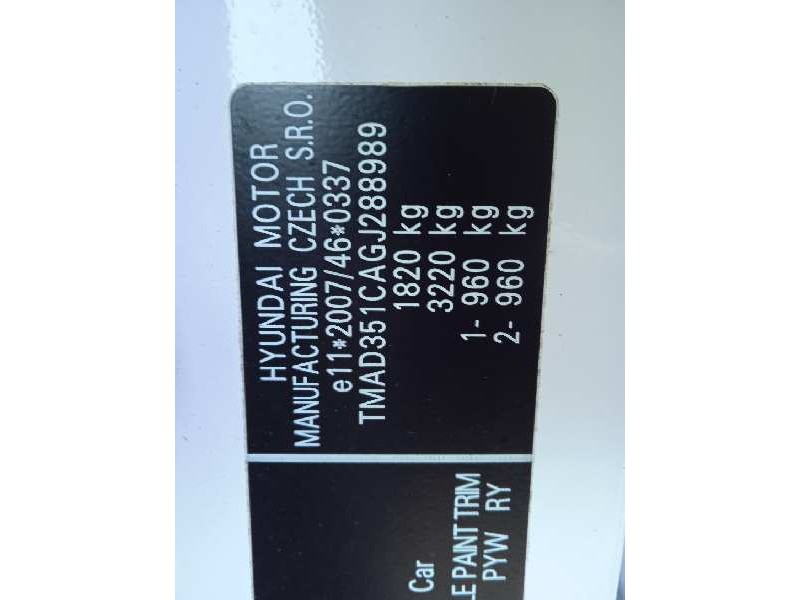 HYUNDAI MOTOR
MANUFACTURING CZECH S.R.O.
e11*2007/46*0337
TMAD351CAGJ288989
1820 kg
3220 kg
1- 960 kg
2- 960 kg
Car
LE PAINT TRIM
PYW RY